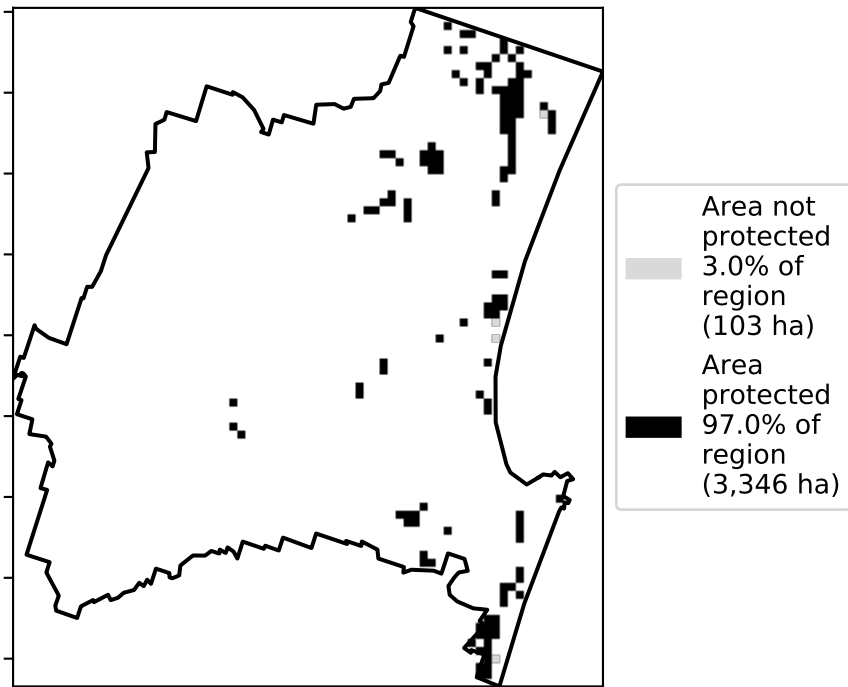 Area not
protected
3.0% of
region
(103 ha)
Area
protected
97.0% of
region
(3,346 ha)